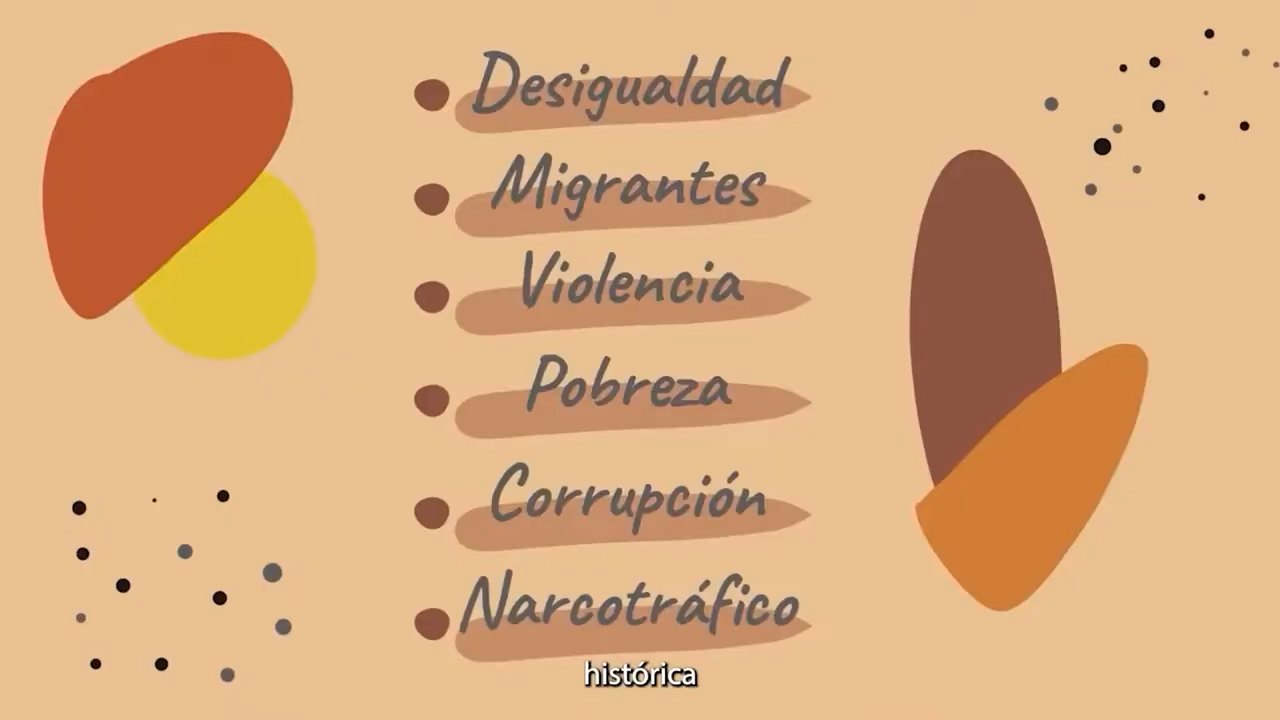 Desigualdad
Migrantes
Violencia
Pobreza
Corrupción
Narcotráfico
histórica